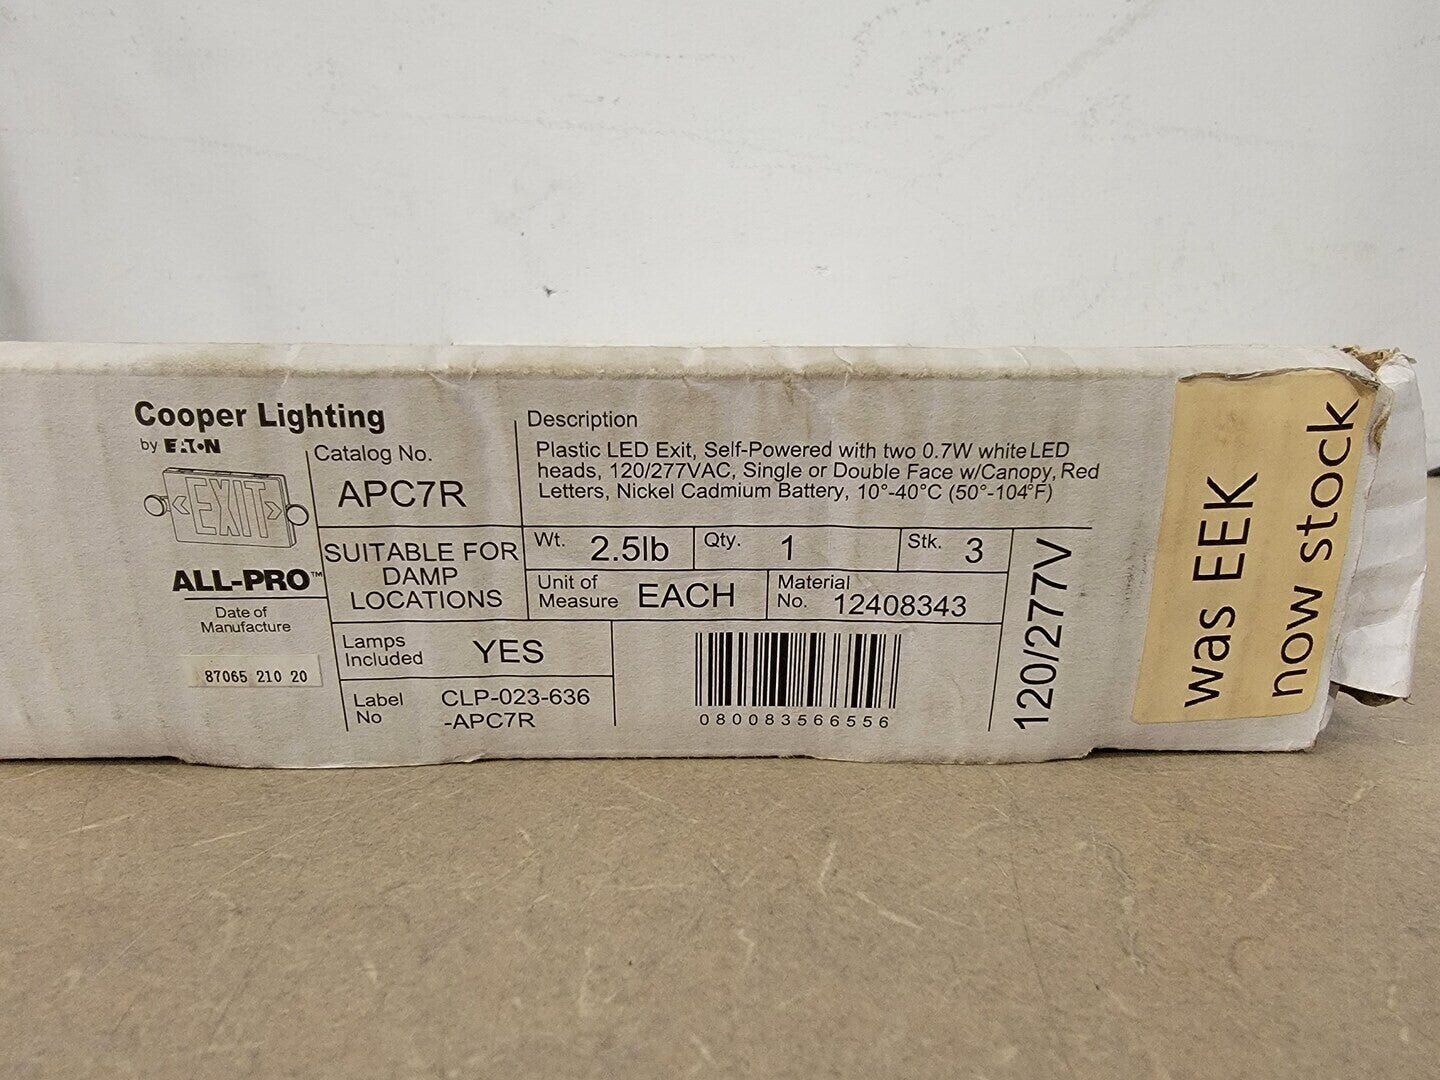 Cooper Lighting
by EATON
EXIT
ALL-PRO™
Date of
Manufacture
87065 210 20
Catalog No.
APC7R
SUITABLE FOR
DAMP
LOCATIONS
Lamps
Included YES
Label
No
CLP-023-636
-APC7R
Description
Plastic LED Exit, Self-Powered with two 0.7W white LED
heads, 120/277VAC, Single or Double Face w/Canopy, Red
Letters, Nickel Cadmium Battery, 10°-40°C (50°-104°F)
Wt. 2.5lb
Qty. 1
Stk. 3
Unit of
Measure EACH
Material
No. 12408343
080083566556
120/277V
was EEK
now stock